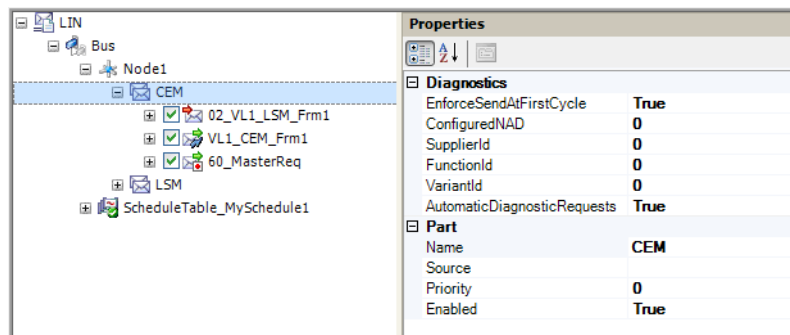 LIN
Bus
Node1
CEM
02_VL1_LSM_Frm1
VL1_CEM_Frm1
60_MasterReq
LSM
ScheduleTable_MySchedule1
Properties
A Z
Diagnostics
EnforceSendAtFirstCycle True
ConfiguredNAD 0
SupplierId 0
FunctionId 0
VariantId 0
AutomaticDiagnosticRequests True
Part
Name CEM
Source
Priority 0
Enabled True